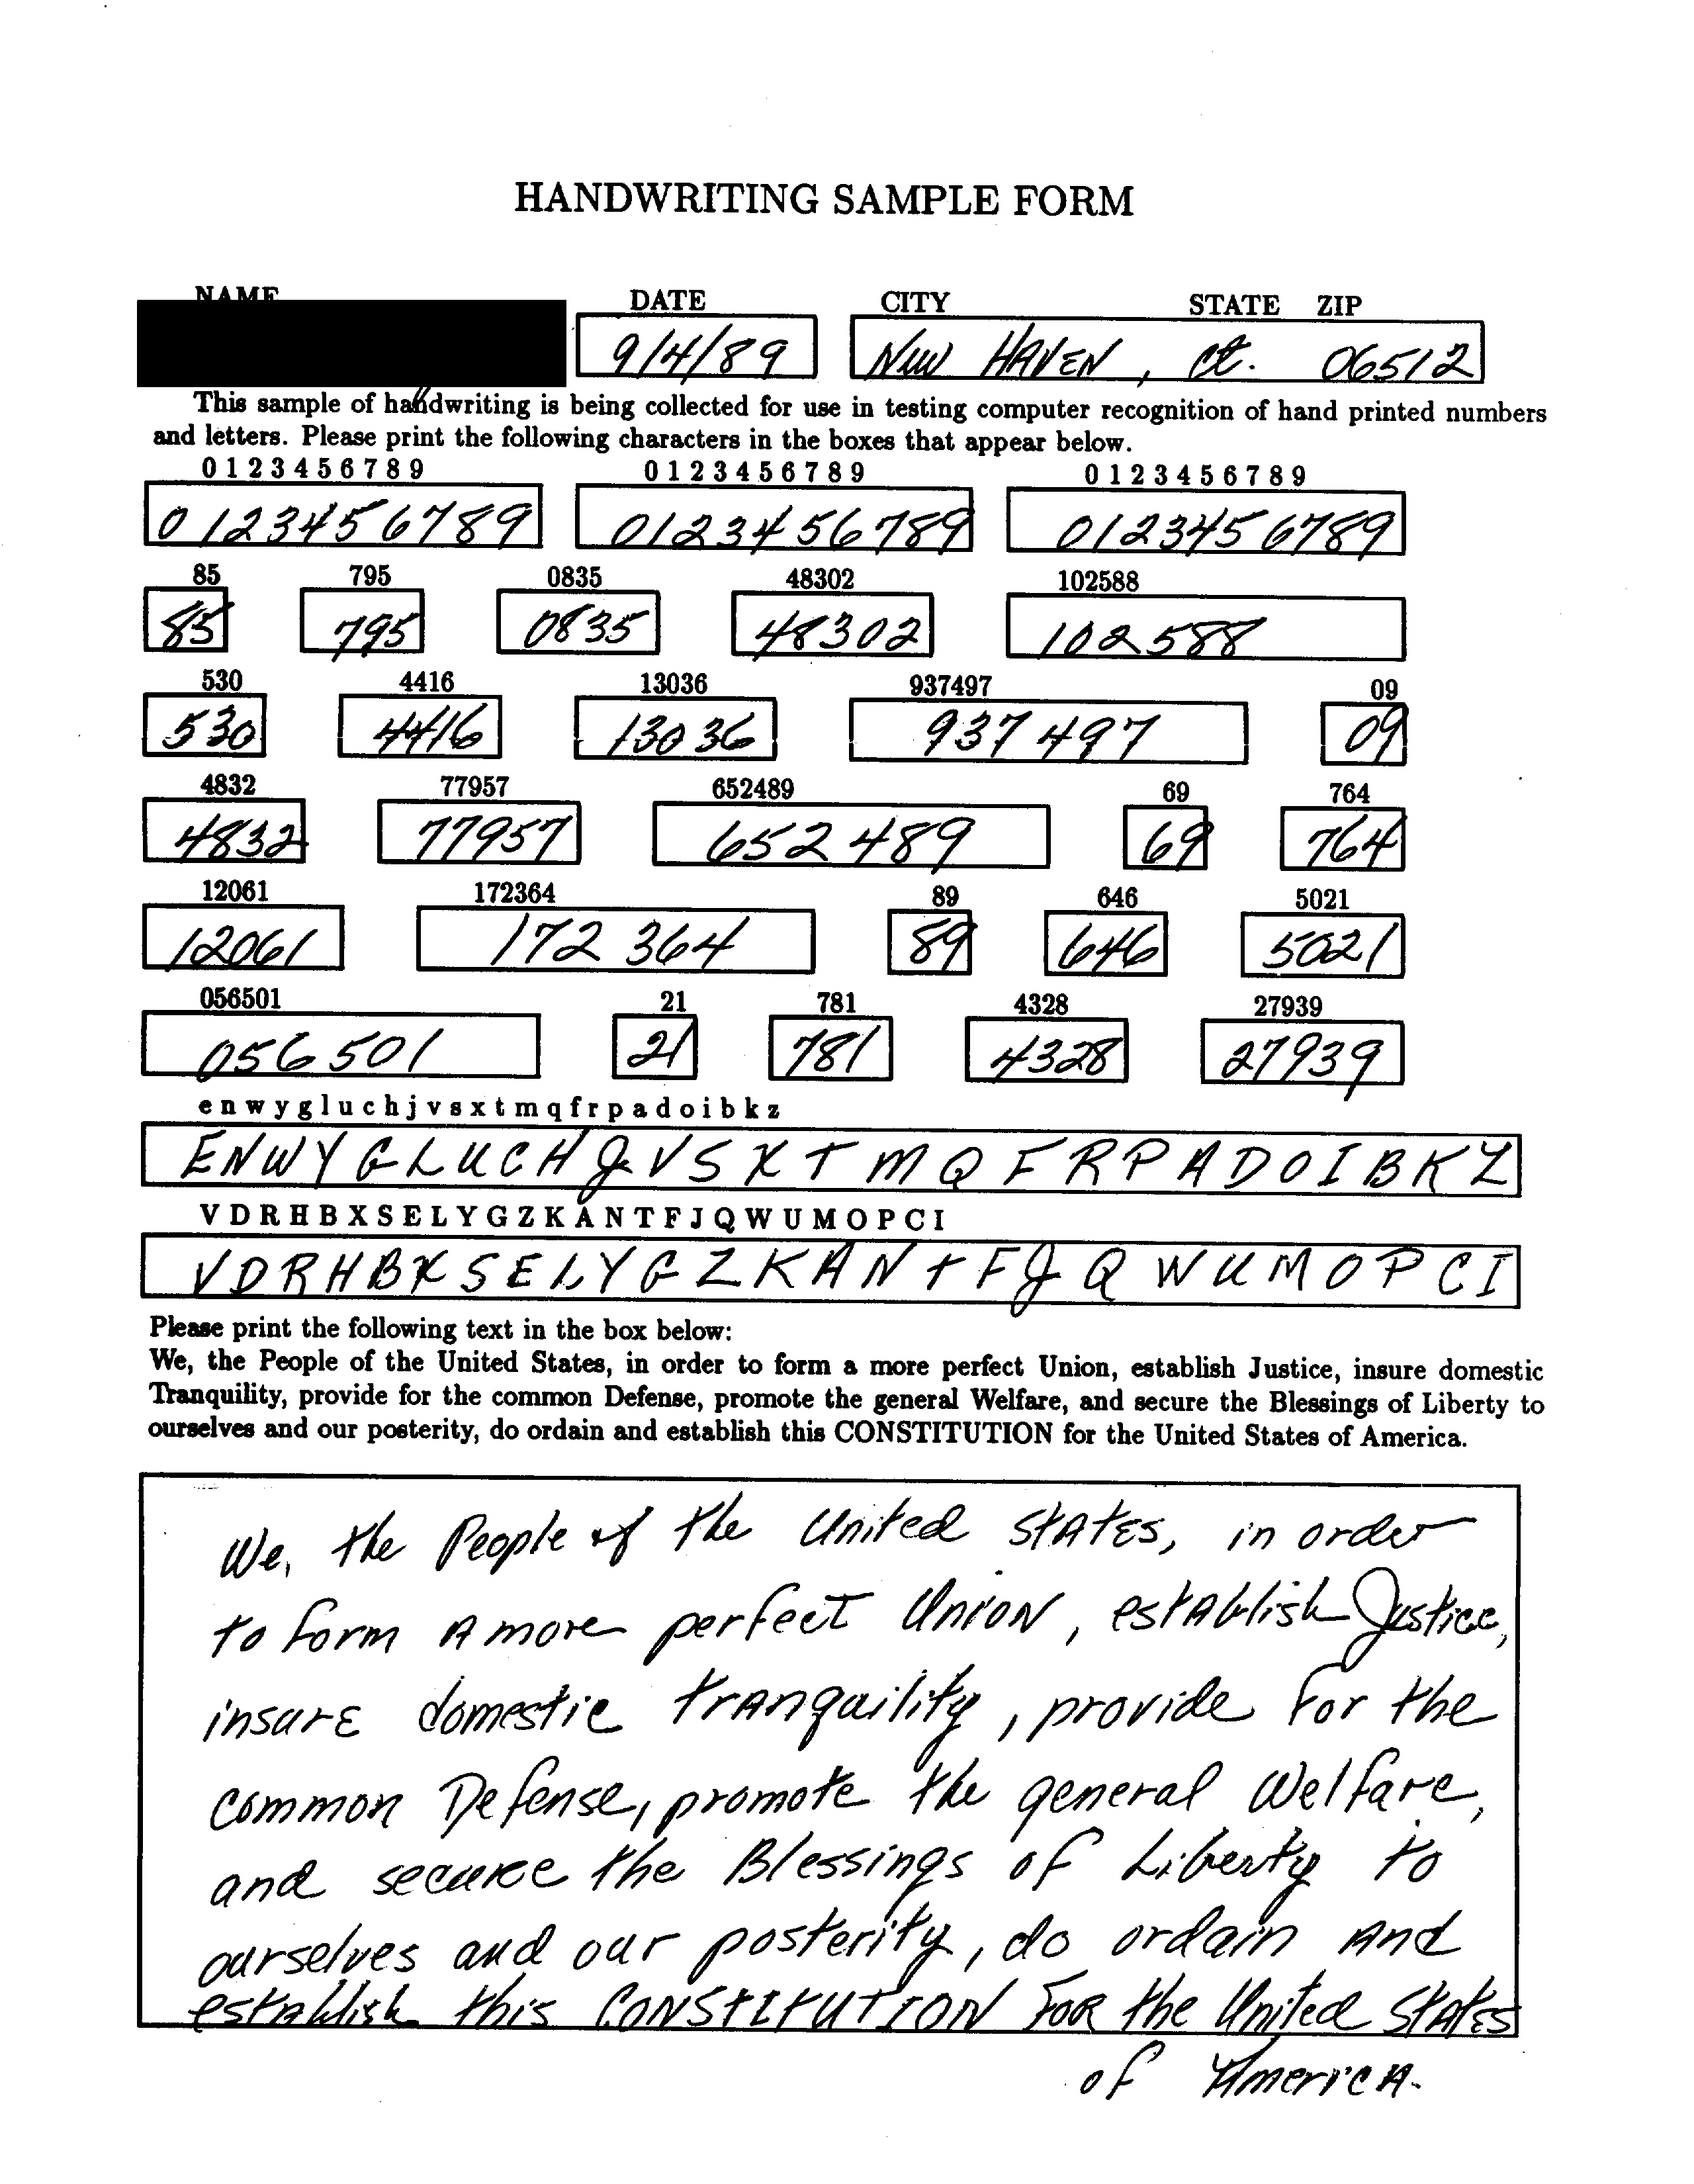 HANDWRITING SAMPLE FORM
NAME DATE CITY STATE ZIP
9/4/89 New HAVEN, Ct. 06512
This sample of handwriting is being collected for use in testing computer recognition of hand printed numbers
and letters. Please print the following characters in the boxes that appear below.
0 1 2 3 4 5 6 7 8 9 0 1 2 3 4 5 6 7 8 9 0 1 2 3 4 5 6 7 8 9
0123456789 0123456789 0123456789
85 795 0835 48302 102588
85 795 0835 48302 102588
530 4416 13036 937497 09
530 4416 13036 937497 09
4832 77957 652489 69 764
4832 77957 652489 69 764
12061 172364 89 646 5021
12061 172364 89 646 5021
056501 21 781 4328 27939
056501 21 781 4328 27939
e n w y g l u c h j v s x t m q f r p a d o i b k z
E N W Y G L U C H J V S X T M Q F R P A D O I B K Z
V D R H B X S E L Y G Z K A N T F J Q W U M O P C I
V D R H B X S E L Y G Z K A N t F J Q W U M O P C I
Please print the following text in the box below:
We, the People of the United States, in order to form a more perfect Union, establish Justice, insure domestic
Tranquility, provide for the common Defense, promote the general Welfare, and secure the Blessings of Liberty to
ourselves and our posterity, do ordain and establish this CONSTITUTION for the United States of America.
We, the People of the United StAtEs, in order
to form A more perfect UnioN, estAblish Justice,
insurE domestic trANquility, provide For the
common Defense, promote the general Welfare,
and secure the Blessings of Liberty to
ourselves and our posterity, do ordain And
estAblish this CONStItUTION FOR the United StAtes
of AmericA.